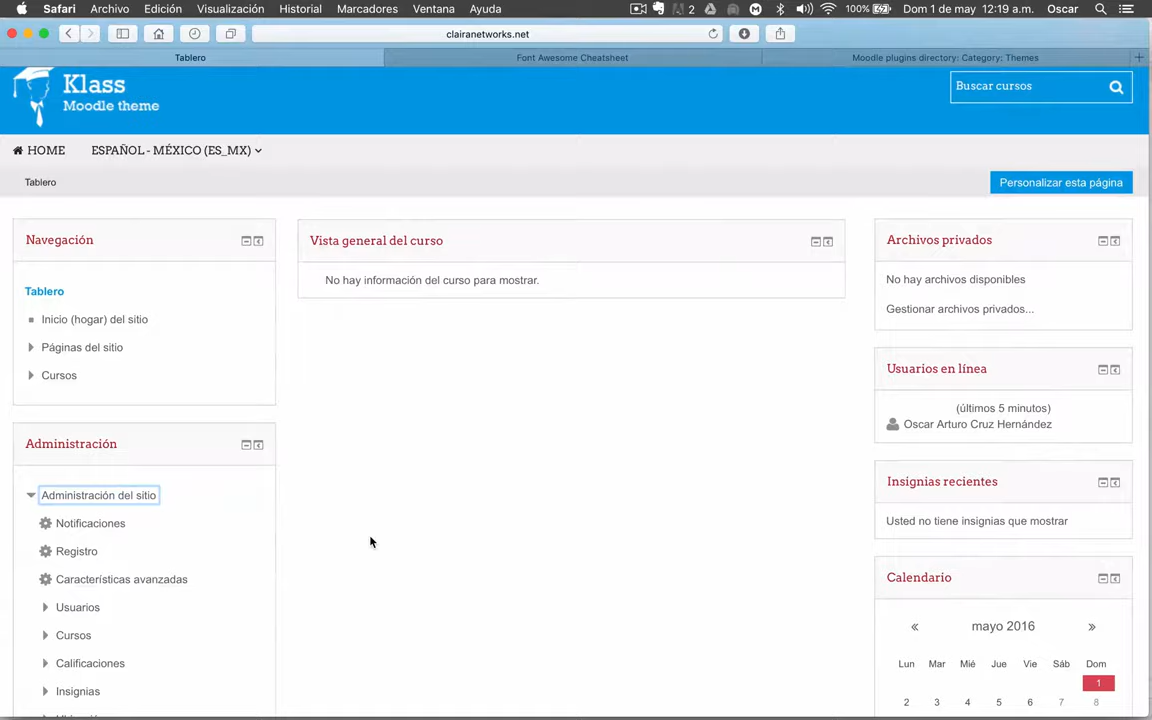 Safari Archivo Edición Visualización Historial Marcadores Ventana Ayuda 2 100% Dom 1 de may 12:19 a.m. Oscar
clairanetworks.net
Tablero Font Awesome Cheatsheet Moodle plugins directory: Category: Themes
Klass
Moodle theme
Buscar cursos
HOME ESPAÑOL - MÉXICO (ES_MX)
Tablero
Personalizar esta página
Navegación
Tablero
Inicio (hogar) del sitio
Páginas del sitio
Cursos
Administración
Administración del sitio
Notificaciones
Registro
Características avanzadas
Usuarios
Cursos
Calificaciones
Insignias
Vista general del curso
No hay información del curso para mostrar.
Archivos privados
No hay archivos disponibles
Gestionar archivos privados...
Usuarios en línea
(últimos 5 minutos)
Oscar Arturo Cruz Hernández
Insignias recientes
Usted no tiene insignias que mostrar
Calendario
« mayo 2016 »
Lun Mar Mié Jue Vie Sáb Dom
1
2 3 4 5 6 7 8